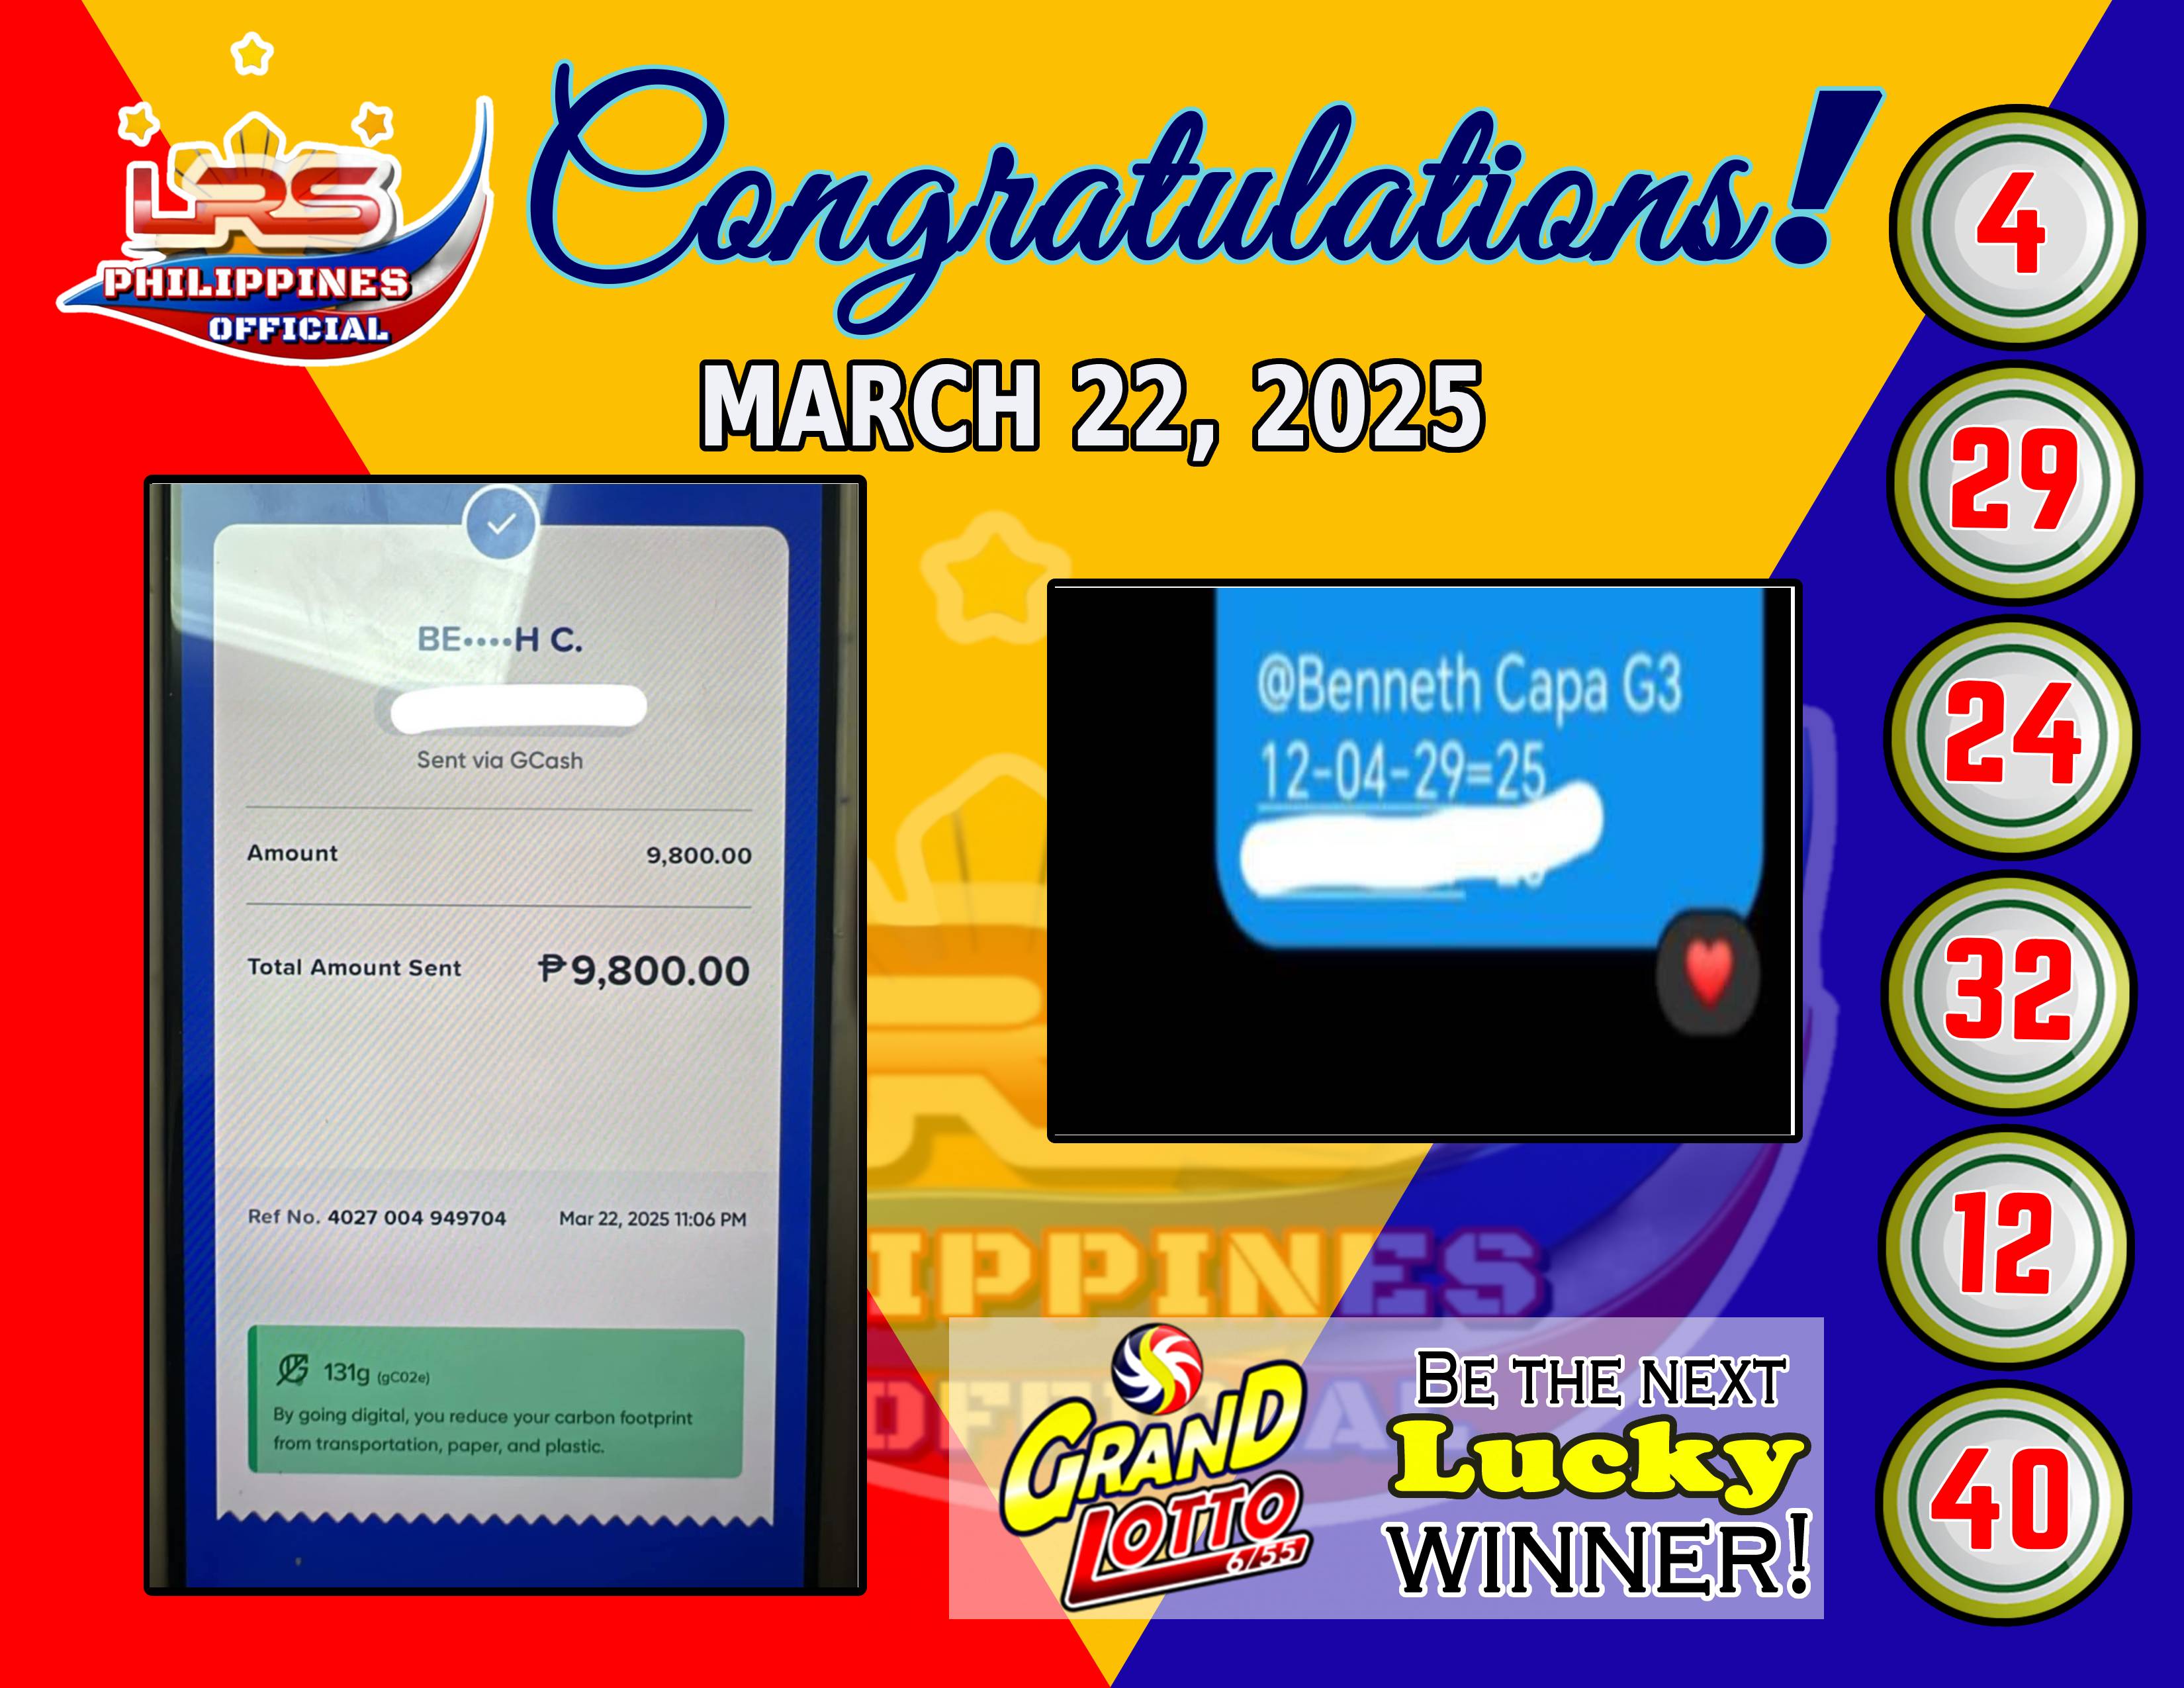 LRS
PHILIPPINES
OFFICIAL
Congratulations!
MARCH 22, 2025
BE••••H C.
Sent via GCash
Amount 9,800.00
Total Amount Sent ₱9,800.00
Ref No. 4027 004 949704 Mar 22, 2025 11:06 PM
131g (gCO2e)
By going digital, you reduce your carbon footprint
from transportation, paper, and plastic.
@Benneth Capa G3
12-04-29=25
IPPINES
GRAND
LOTTO
6/55
BE THE NEXT
Lucky
WINNER!
4
29
24
32
12
40